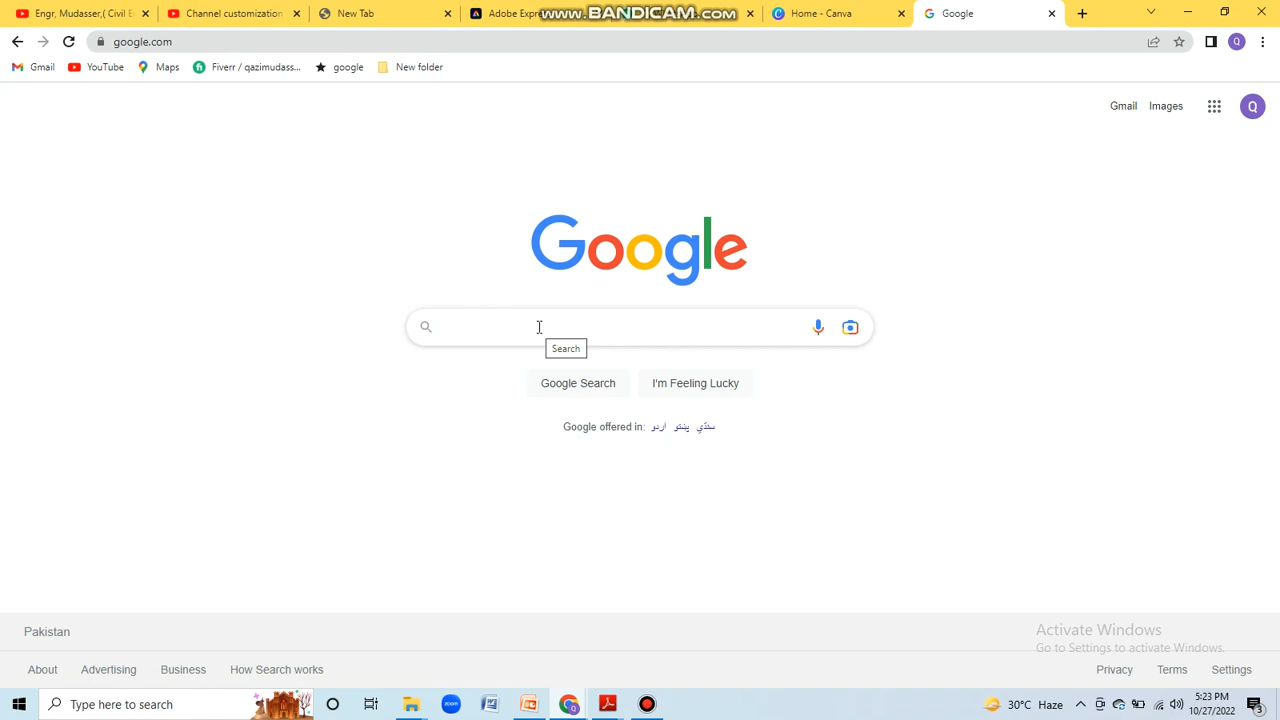 Engr, Mudasser,( Civil E
Channel customization
New Tab
Adobe Exp
www.BANDICAM.com
Home - Canva
Google
google.com
Gmail
YouTube
Maps
Fiverr / qazimudass...
google
New folder
Gmail
Images
Q
Google
Search
Google Search
I'm Feeling Lucky
Google offered in: اردو پښتو سنڌي
Pakistan
Activate Windows
Go to Settings to activate Windows.
About
Advertising
Business
How Search works
Privacy
Terms
Settings
Type here to search
zoom
30°C Haze
5:23 PM
10/27/2022
3